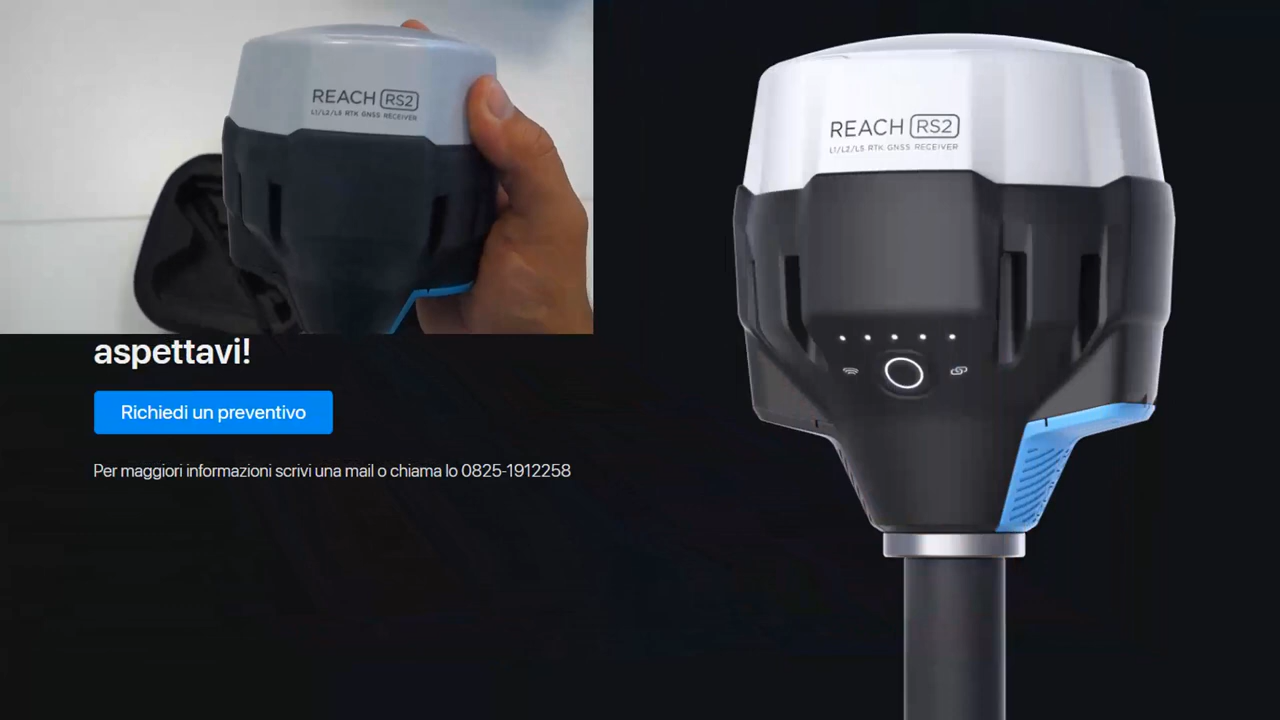 REACH RS2
L1/L2/L5 RTK GNSS RECEIVER
aspettavi!
Richiedi un preventivo
Per maggiori informazioni scrivi una mail o chiama lo 0825-1912258
REACH RS2
L1/L2/L5 RTK GNSS RECEIVER